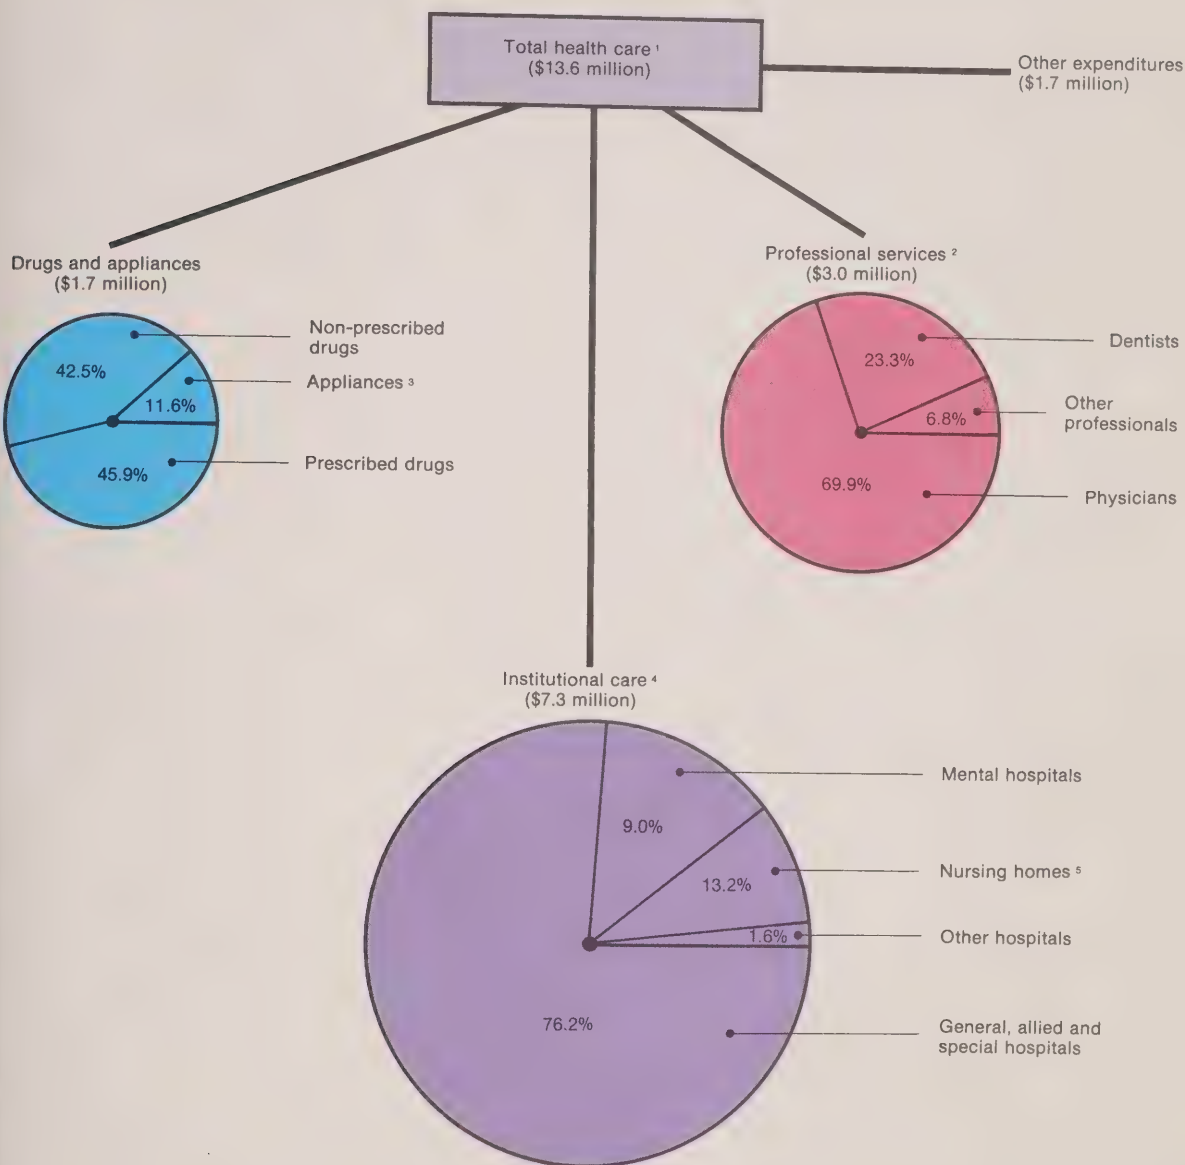 Total health care ¹
($13.6 million)
Other expenditures
($1.7 million)
Drugs and appliances
($1.7 million)
Non-prescribed
drugs
42.5%
Appliances ³
11.6%
Prescribed drugs
45.9%
Professional services ²
($3.0 million)
Dentists
23.3%
Other
professionals
6.8%
Physicians
69.9%
Institutional care ⁴
($7.3 million)
Mental hospitals
9.0%
Nursing homes ⁵
13.2%
Other hospitals
1.6%
General, allied and
special hospitals
76.2%